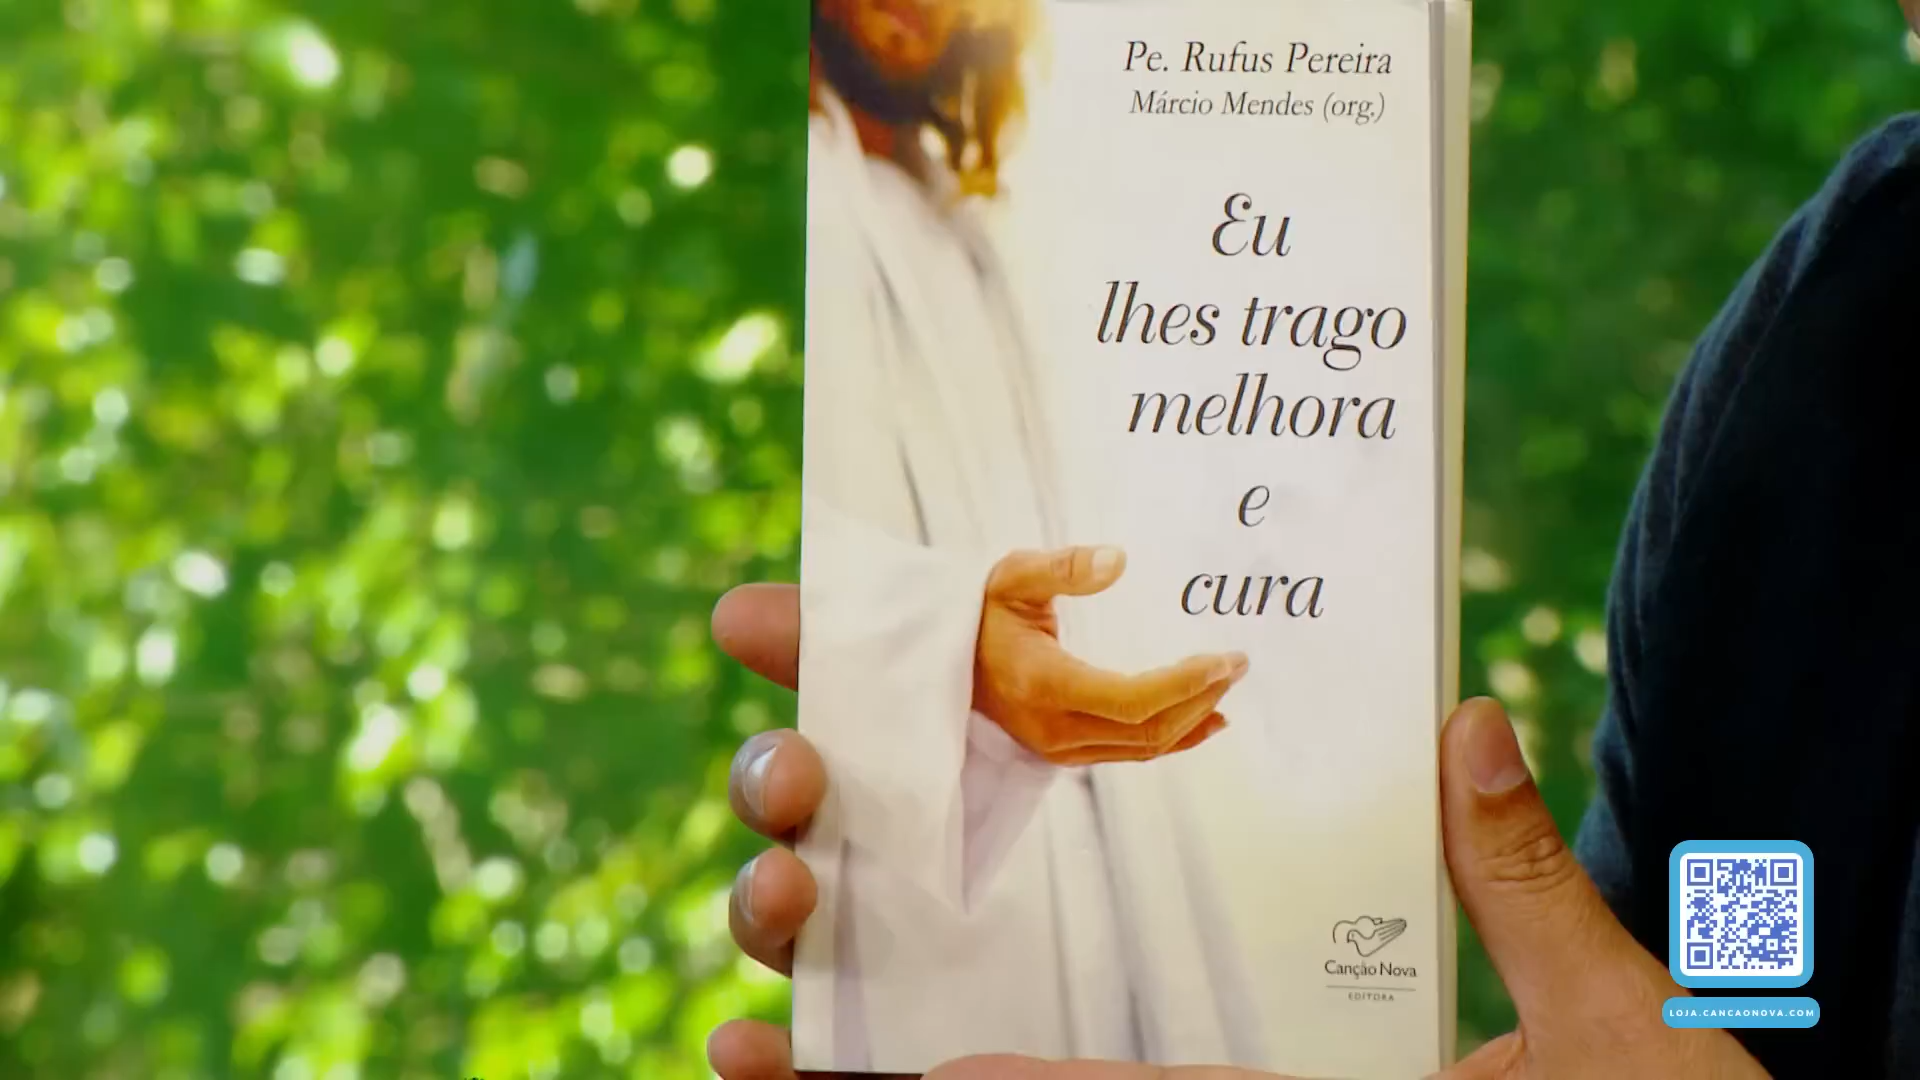 Pe. Rufus Pereira
Márcio Mendes (org.)
Eu
lhes trago
melhora
e
cura
Canção Nova
EDITORA
LOJA.CANCAONOVA.COM